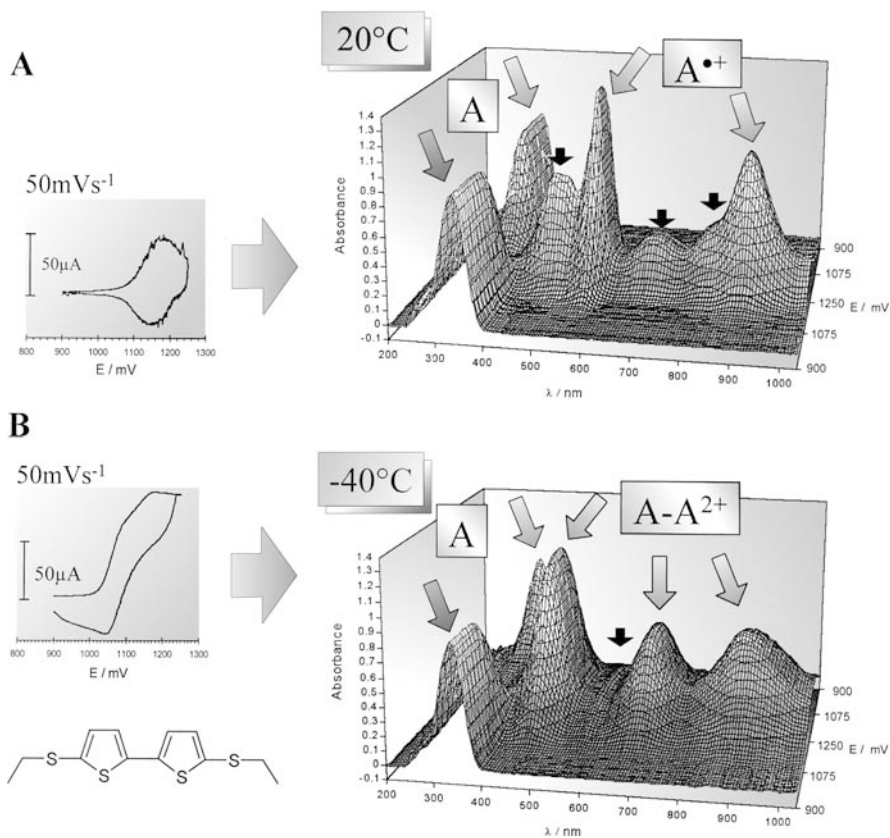 A
20°C
A
A•+
50mVs-1
50µA
800 900 1000 1100 1200 1300
E / mV
Absorbance
1.4
1.3
1.2
1.1
1
0.9
0.8
0.7
0.6
0.5
0.4
0.3
0.2
0.1
0
-0.1
200 300 400 500 600 700 800 900 1000
λ / nm
900
1075
1250
1075
900
E / mV
B
-40°C
A
A-A2+
50mVs-1
50µA
800 900 1000 1100 1200 1300
E / mV
Absorbance
1.4
1.3
1.2
1.1
1
0.9
0.8
0.7
0.6
0.5
0.4
0.3
0.2
0.1
0
-0.1
200 300 400 500 600 700 800 900 1000
λ / nm
900
1075
1250
1075
900
E / mV
S S S S